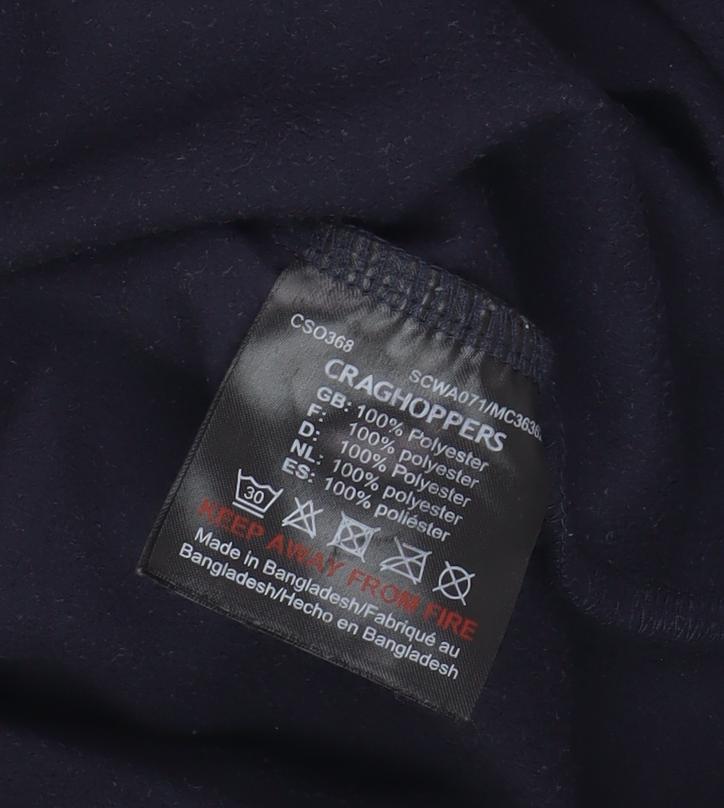 CSO368
SCWA071/MC3636
CRAGHOPPERS
GB: 100% Polyester
F: 100% polyester
D: 100% Polyester
NL: 100% polyester
ES: 100% poliéster
30
KEEP AWAY FROM FIRE
Made in Bangladesh/Fabriqué au
Bangladesh/Hecho en Bangladesh